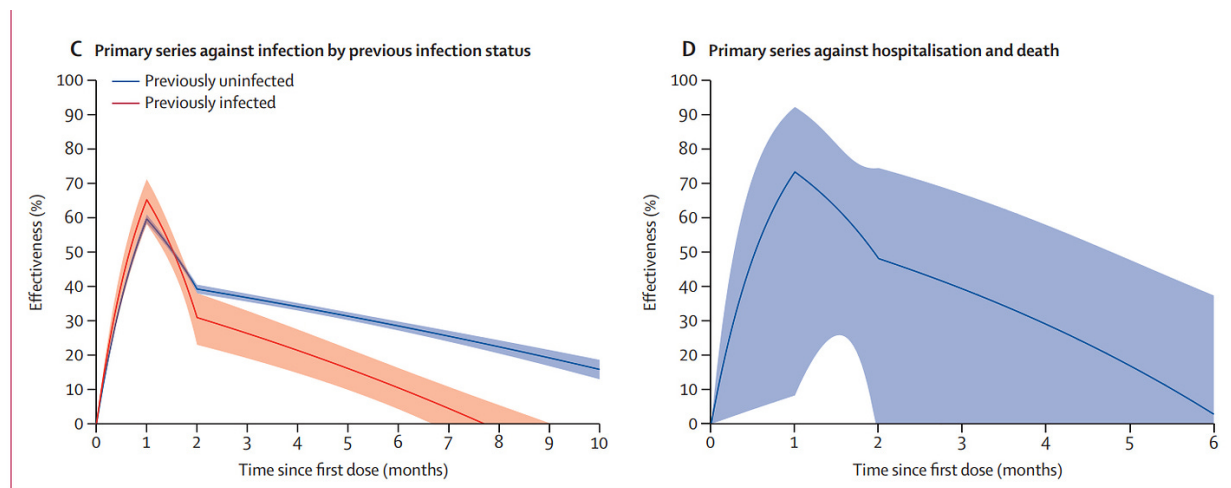 C Primary series against infection by previous infection status
Previously uninfected
Previously infected
Effectiveness (%)
100
90
80
70
60
50
40
30
20
10
0
0 1 2 3 4 5 6 7 8 9 10
Time since first dose (months)
D Primary series against hospitalisation and death
Effectiveness (%)
100
90
80
70
60
50
40
30
20
10
0
0 1 2 3 4 5 6
Time since first dose (months)